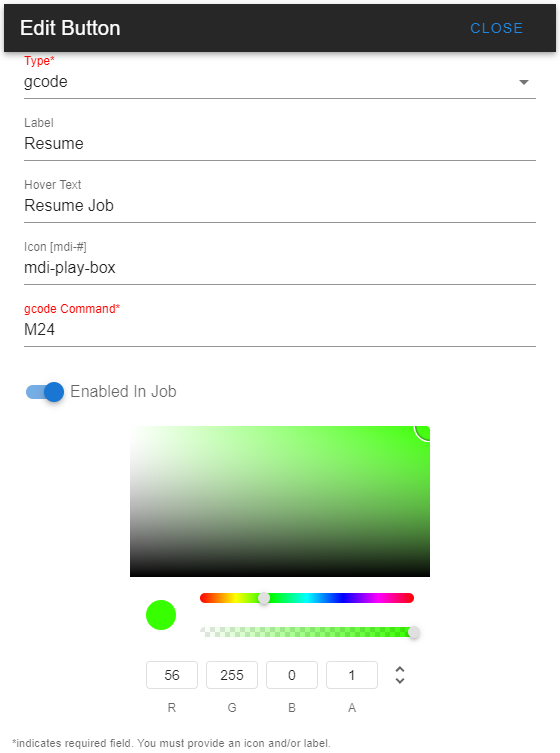 Edit Button
CLOSE
Type*
gcode
Label
Resume
Hover Text
Resume Job
Icon [mdi-#]
mdi-play-box
gcode Command*
M24
Enabled In Job
56 255 0 1
R G B A
*indicates required field. You must provide an icon and/or label.